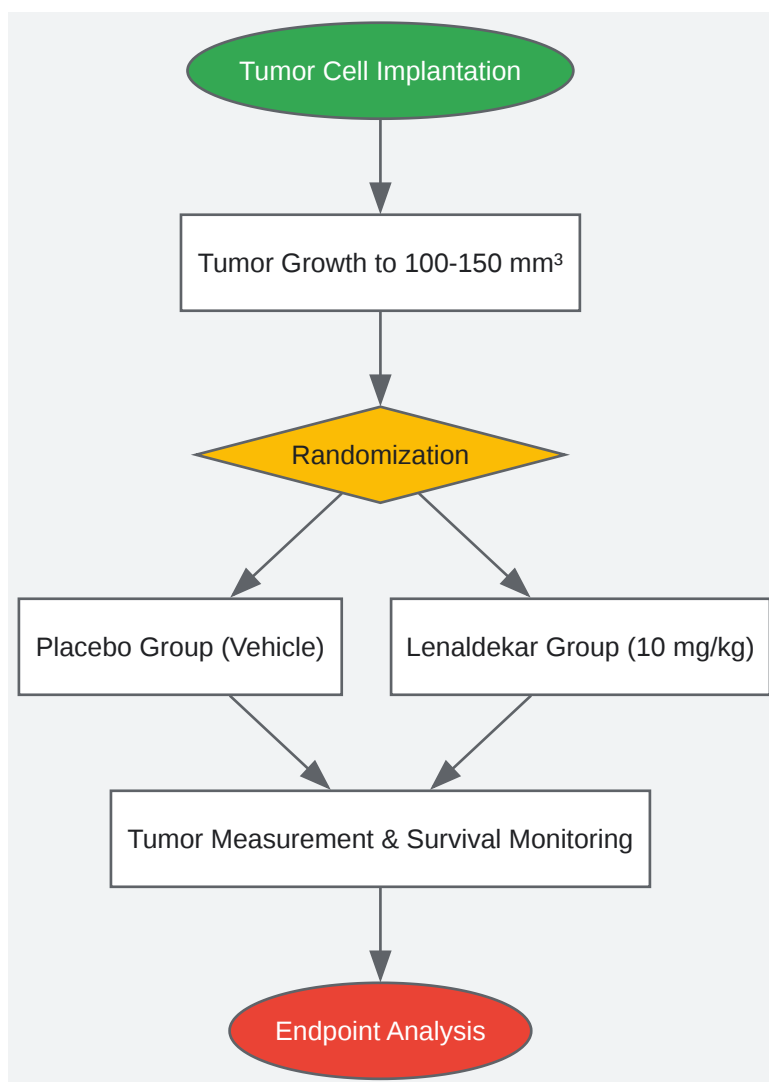 Tumor Cell Implantation
Tumor Growth to 100-150 mm³
Randomization
Placebo Group (Vehicle)
Lenaldekar Group (10 mg/kg)
Tumor Measurement & Survival Monitoring
Endpoint Analysis